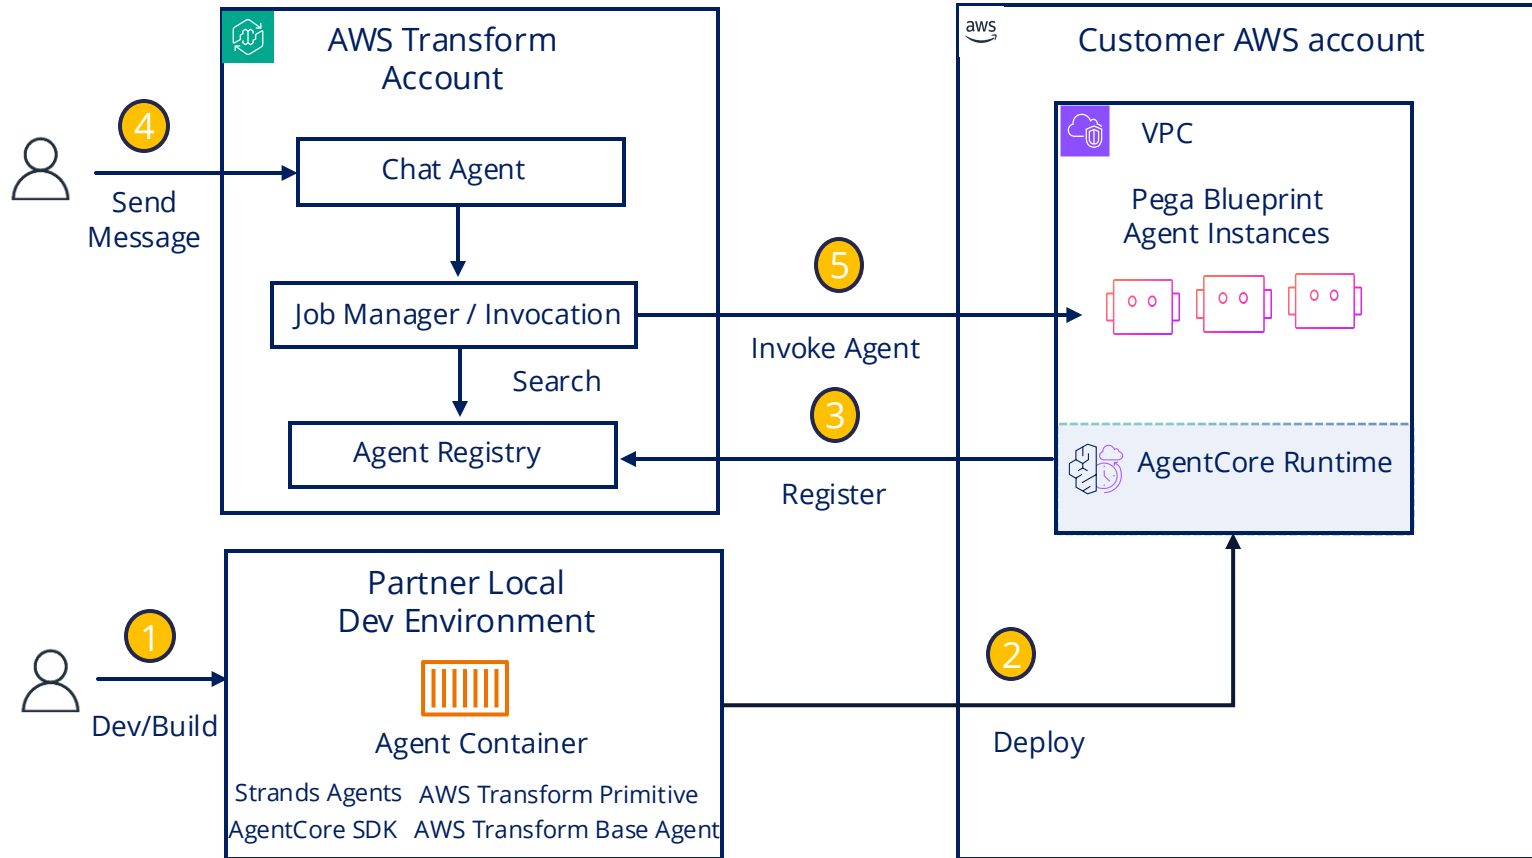 AWS Transform
Account
aws
Customer AWS account
4
Send
Message
Chat Agent
Job Manager / Invocation
Search
Agent Registry
5
Invoke Agent
3
Register
VPC
Pega Blueprint
Agent Instances
AgentCore Runtime
1
Dev/Build
Partner Local
Dev Environment
Agent Container
Strands Agents AWS Transform Primitive
AgentCore SDK AWS Transform Base Agent
2
Deploy